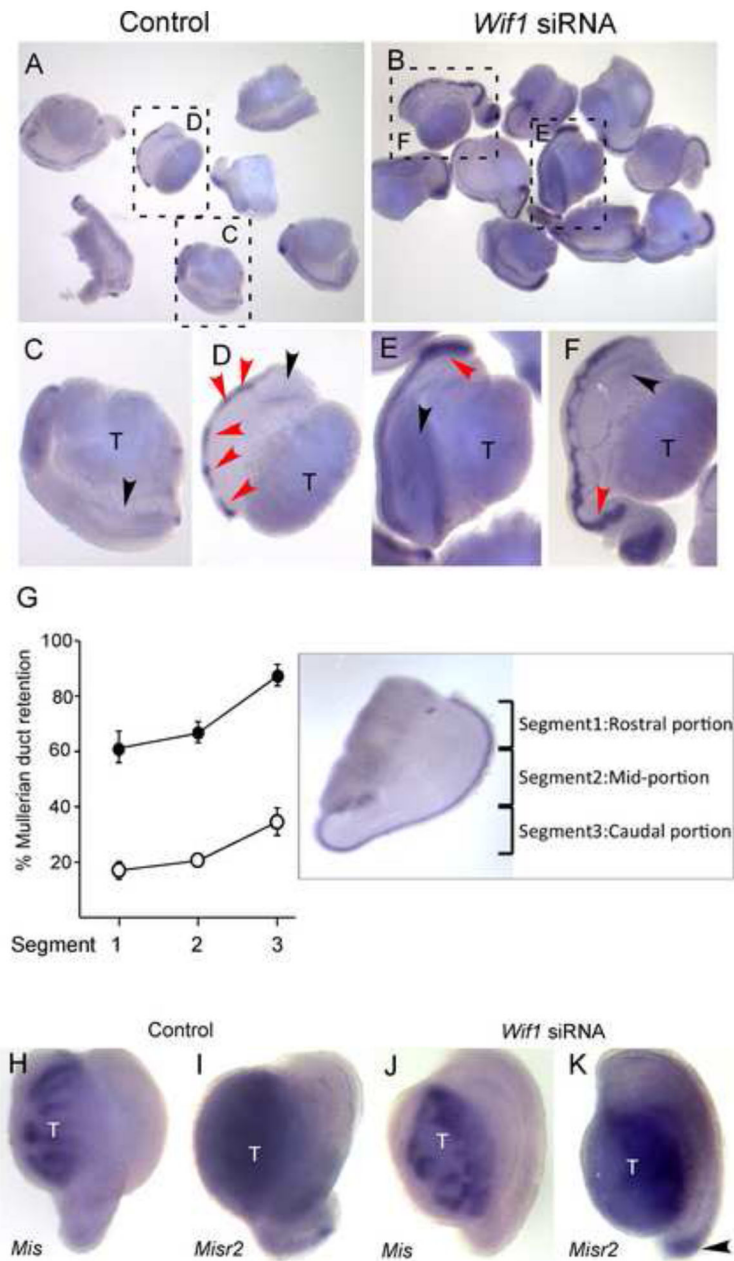 Control
Wif1 siRNA
A
B
D
C
F
E
C
D
E
F
T
T
T
T
G
% Mullerian duct retention
100
80
60
40
20
Segment 1 2 3
Segment1:Rostral portion
Segment2:Mid-portion
Segment3:Caudal portion
Control
Wif1 siRNA
H
I
J
K
T
T
T
T
Mis
Misr2
Mis
Misr2